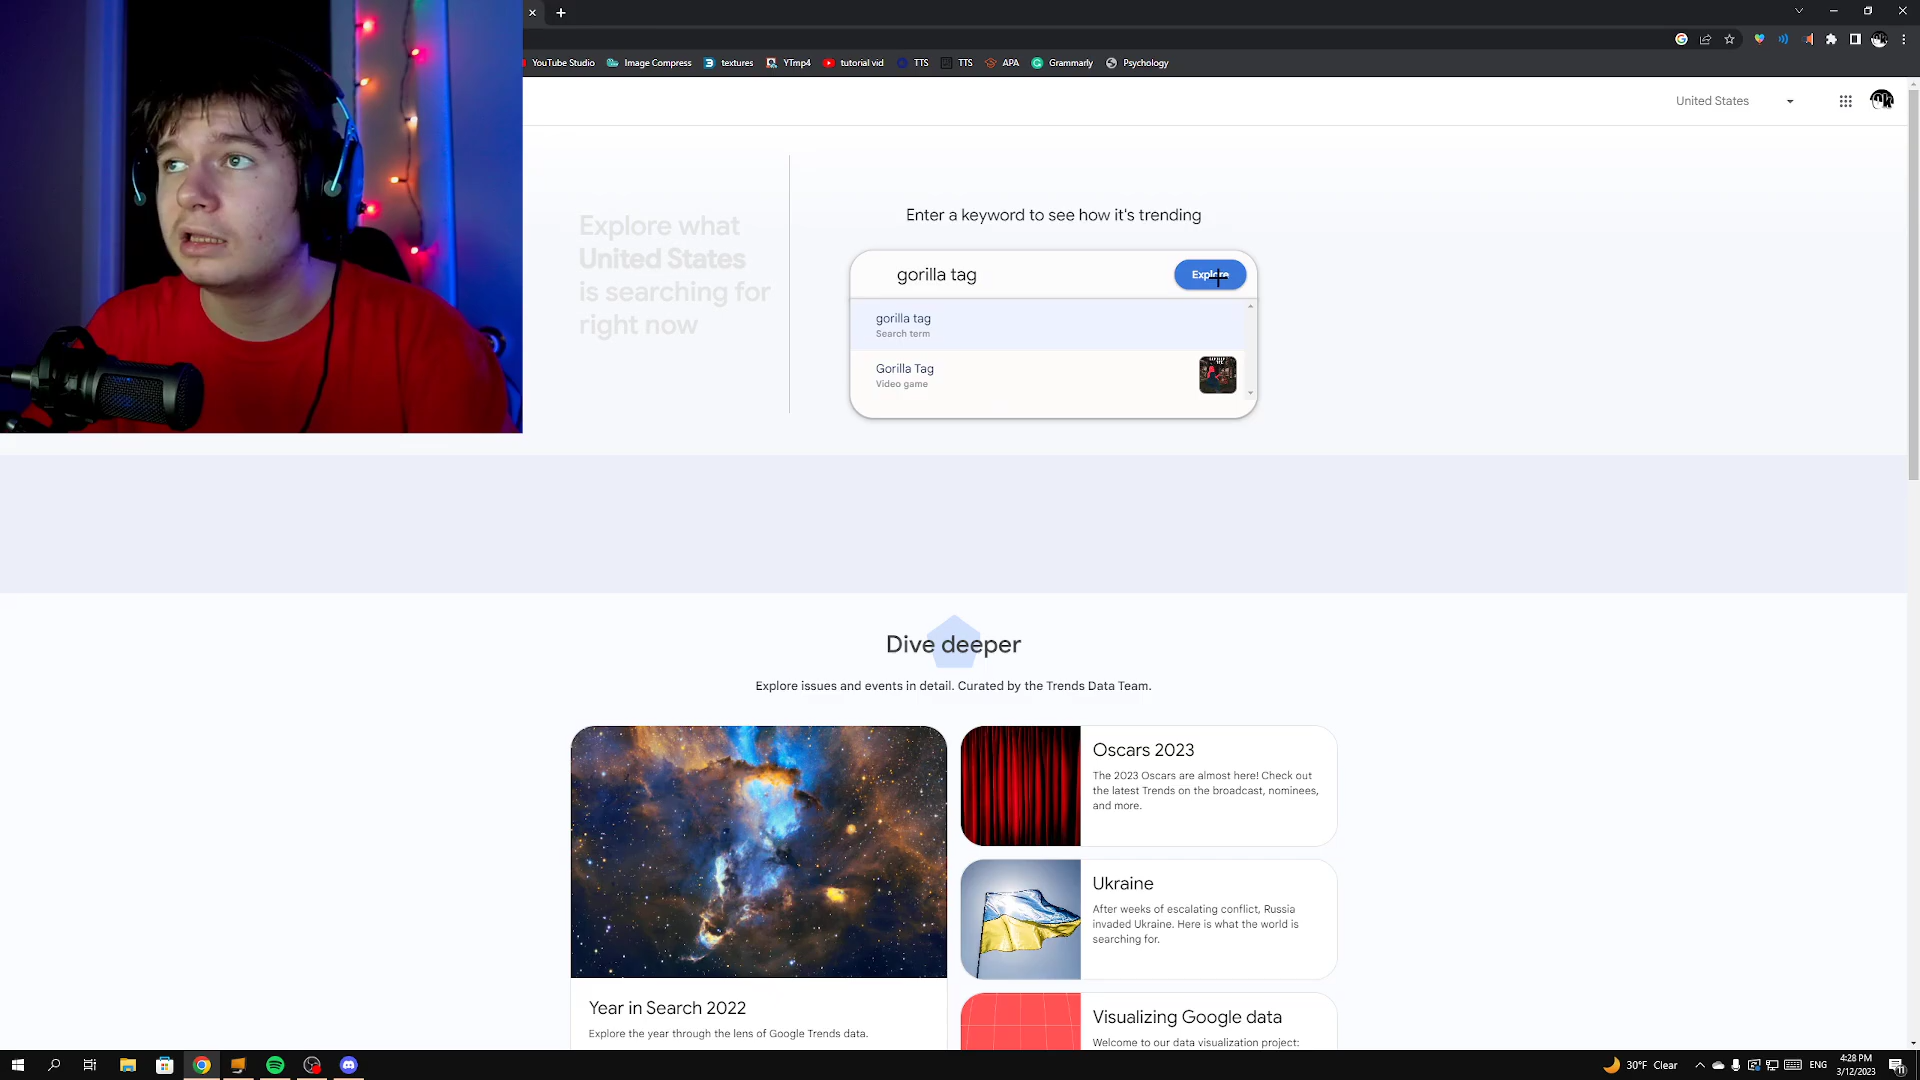 YouTube Studio
Image Compress
textures
YTmp4
tutorial vid
TTS
TTS
APA
Grammarly
Psychology
United States
Explore what
United States
is searching for
right now
Enter a keyword to see how it's trending
gorilla tag
Explore
gorilla tag
Search term
Gorilla Tag
Video game
Dive deeper
Explore issues and events in detail. Curated by the Trends Data Team.
Oscars 2023
The 2023 Oscars are almost here! Check out
the latest Trends on the broadcast, nominees,
and more.
Ukraine
After weeks of escalating conflict, Russia
invaded Ukraine. Here is what the world is
searching for.
Year in Search 2022
Explore the year through the lens of Google Trends data.
Visualizing Google data
Welcome to our data visualization project:
30°F Clear
ENG
4:28 PM
3/12/2023